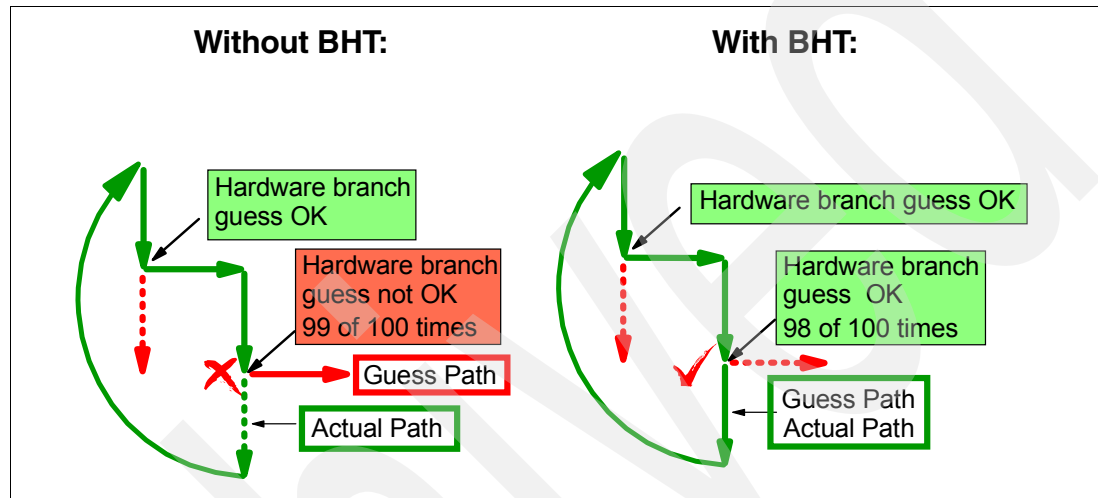 Without BHT:
Hardware branch
guess OK
Hardware branch
guess not OK
99 of 100 times
Guess Path
Actual Path
With BHT:
Hardware branch guess OK
Hardware branch
guess OK
98 of 100 times
Guess Path
Actual Path